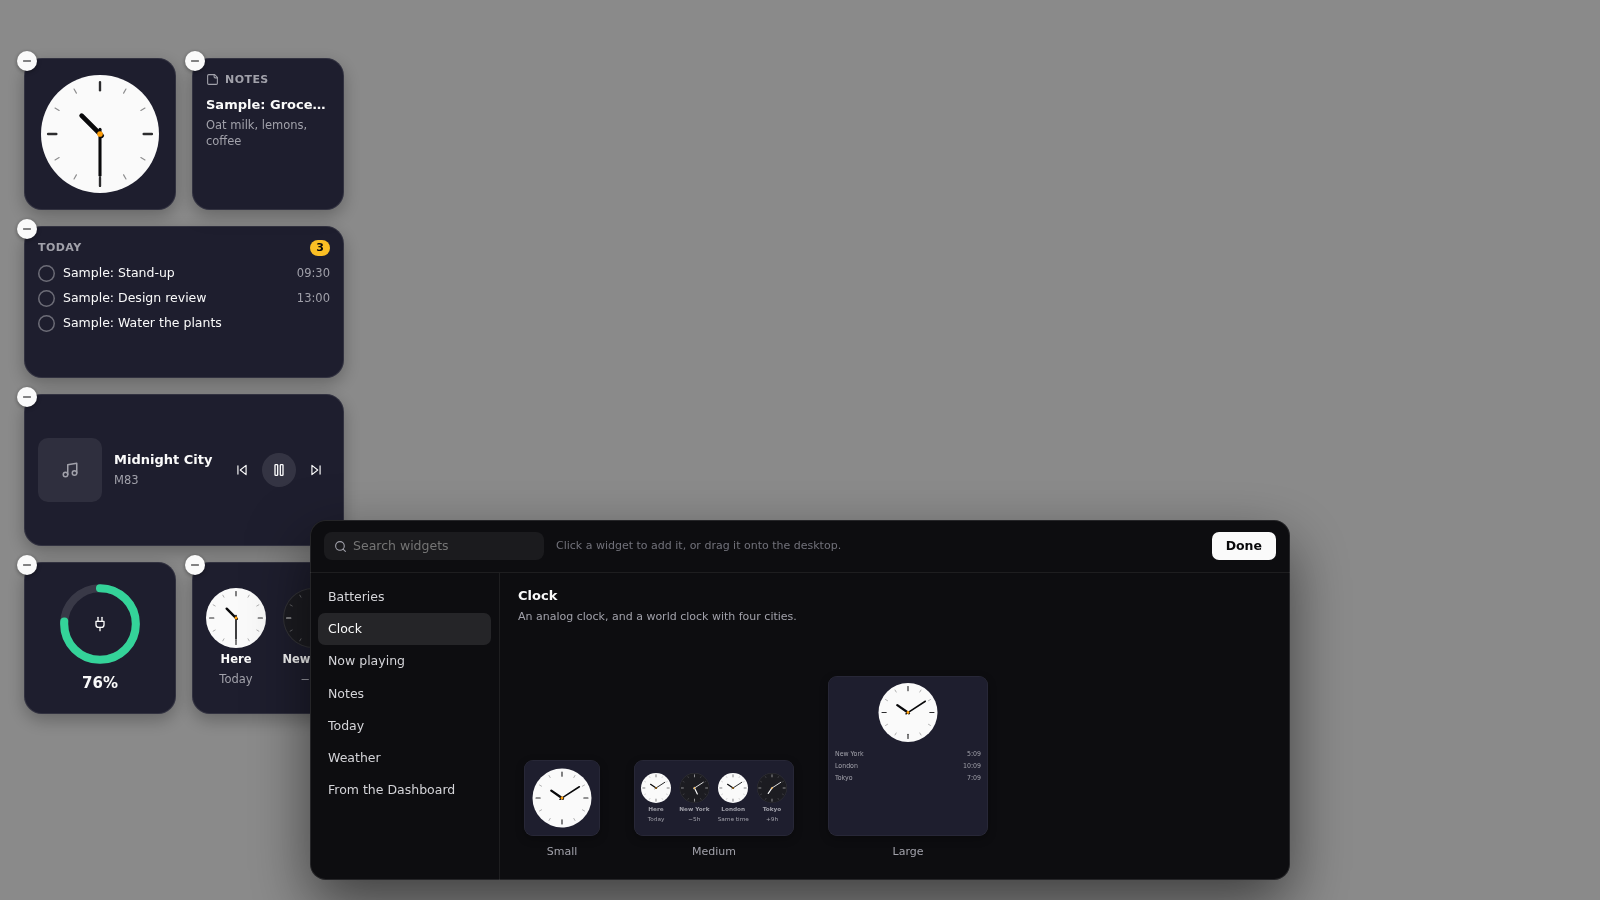 NOTES
Sample: Groce...
Oat milk, lemons,
coffee
TODAY
3
Sample: Stand-up
09:30
Sample: Design review
13:00
Sample: Water the plants
Midnight City
M83
76%
Here
Today
New
Search widgets
Click a widget to add it, or drag it onto the desktop.
Done
Batteries
Clock
Now playing
Notes
Today
Weather
From the Dashboard
Clock
An analog clock, and a world clock with four cities.
Small
Here
New York
London
Tokyo
Today
−5h
Same time
+9h
Medium
New York
5:09
London
10:09
Tokyo
7:09
Large